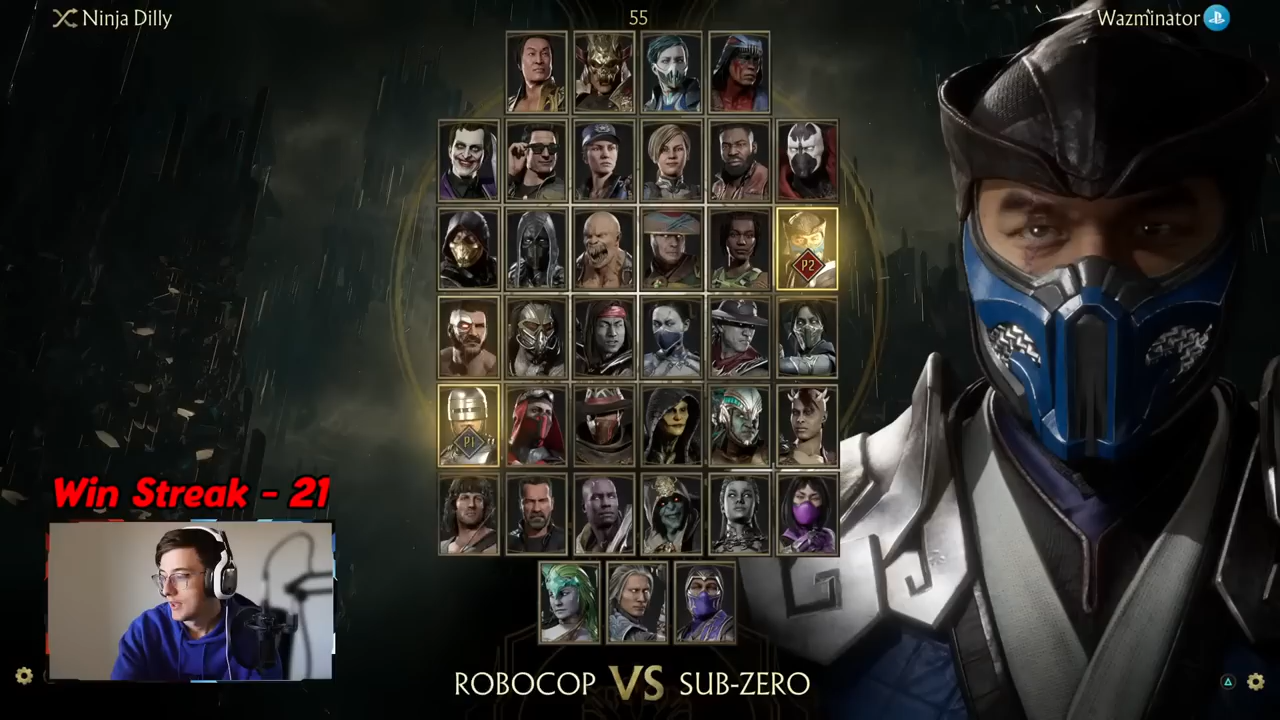 Ninja Dilly
55
Wazminator
P2
P1
Win Streak - 21
ROBOCOP VS SUB-ZERO